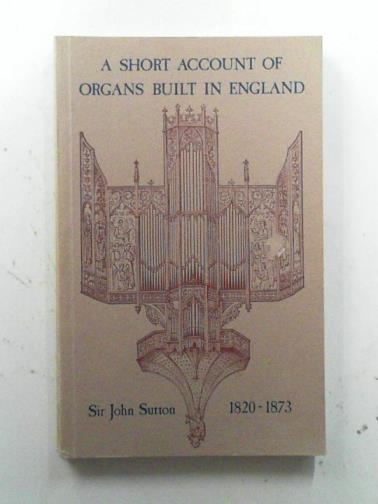 A SHORT ACCOUNT OF
ORGANS BUILT IN ENGLAND
Sir John Sutton 1820-1873